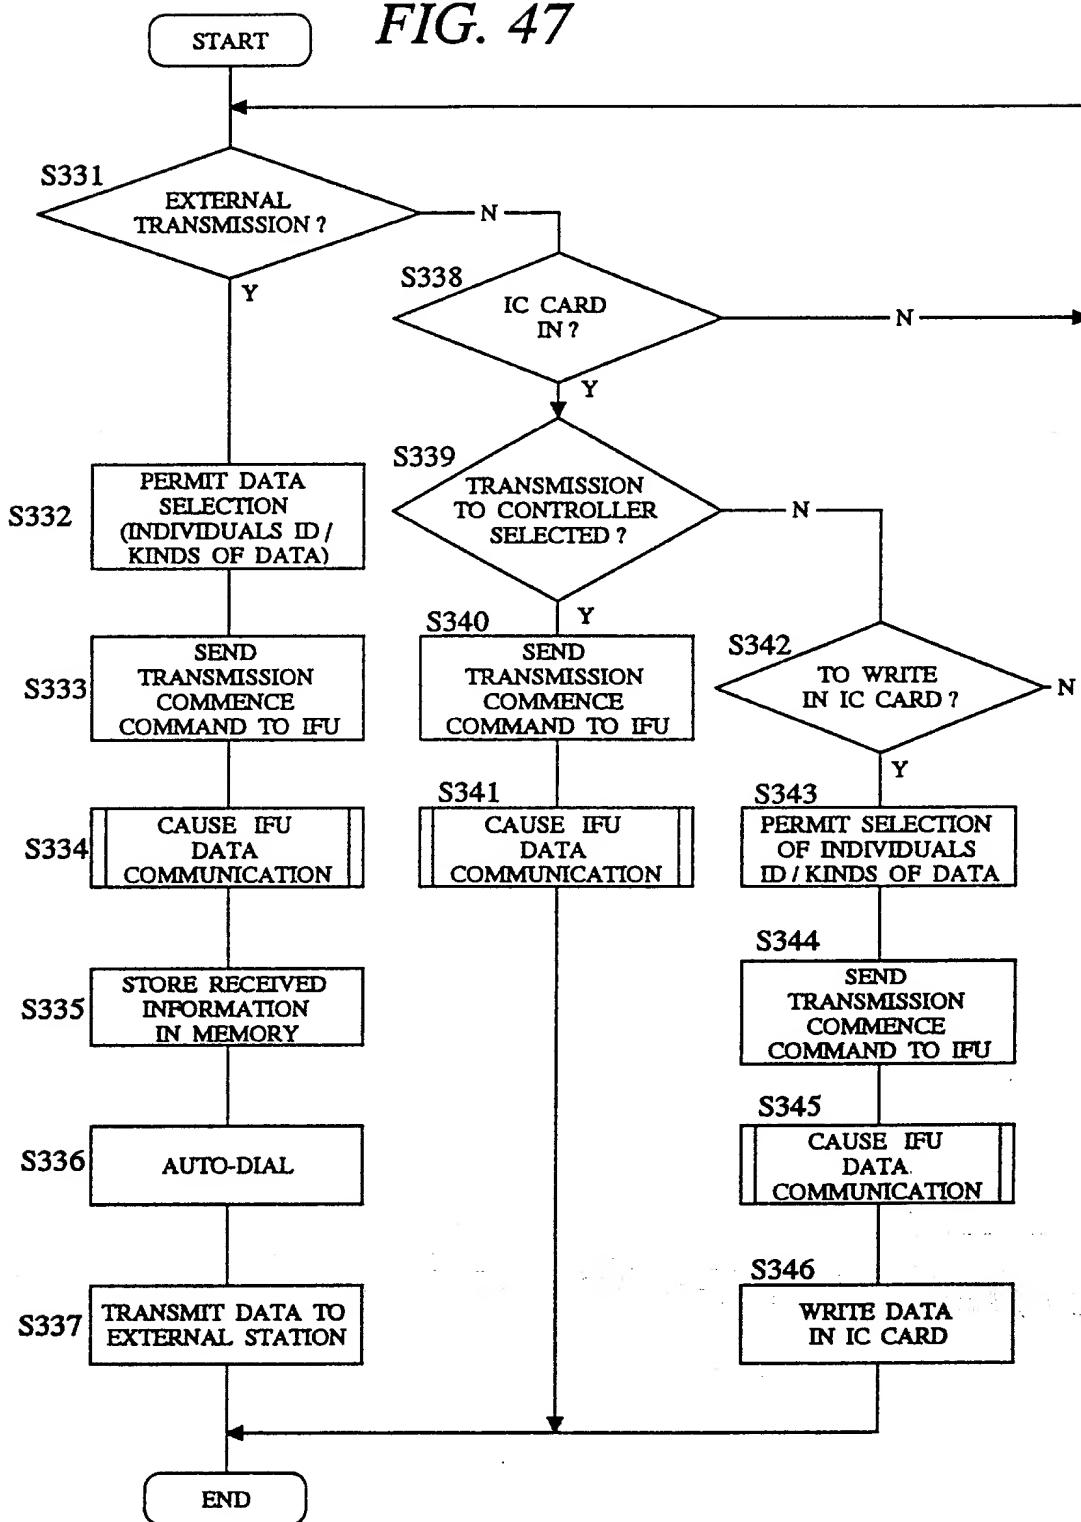 FIG. 47
START
S331
EXTERNAL
TRANSMISSION ?
N
Y
S338
IC CARD
IN ?
N
Y
S332
PERMIT DATA
SELECTION
(INDIVIDUALS ID /
KINDS OF DATA)
S339
TRANSMISSION
TO CONTROLLER
SELECTED ?
N
Y
S333
SEND
TRANSMISSION
COMMENCE
COMMAND TO IFU
S340
SEND
TRANSMISSION
COMMENCE
COMMAND TO IFU
S342
TO WRITE
IN IC CARD ?
N
Y
S334
CAUSE IFU
DATA
COMMUNICATION
S341
CAUSE IFU
DATA
COMMUNICATION
S343
PERMIT SELECTION
OF INDIVIDUALS
ID / KINDS OF DATA
S335
STORE RECEIVED
INFORMATION
IN MEMORY
S344
SEND
TRANSMISSION
COMMENCE
COMMAND TO IFU
S336
AUTO-DIAL
S345
CAUSE IFU
DATA
COMMUNICATION
S337
TRANSMIT DATA TO
EXTERNAL STATION
S346
WRITE DATA
IN IC CARD
END